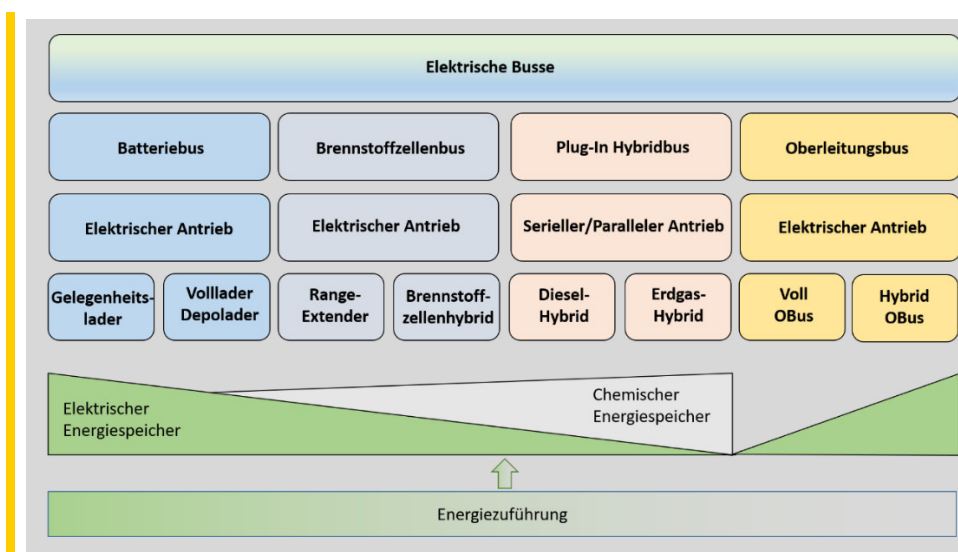 Elektrische Busse
Batteriebus
Brennstoffzellenbus
Plug-In Hybridbus
Oberleitungsbus
Elektrischer Antrieb
Elektrischer Antrieb
Serieller/Paralleler Antrieb
Elektrischer Antrieb
Gelegenheits-
lader
Volllader
Depolader
Range-
Extender
Brennstoff-
zellenhybrid
Diesel-
Hybrid
Erdgas-
Hybrid
Voll
OBus
Hybrid
OBus
Elektrischer
Energiespeicher
Chemischer
Energiespeicher
Energiezuführung